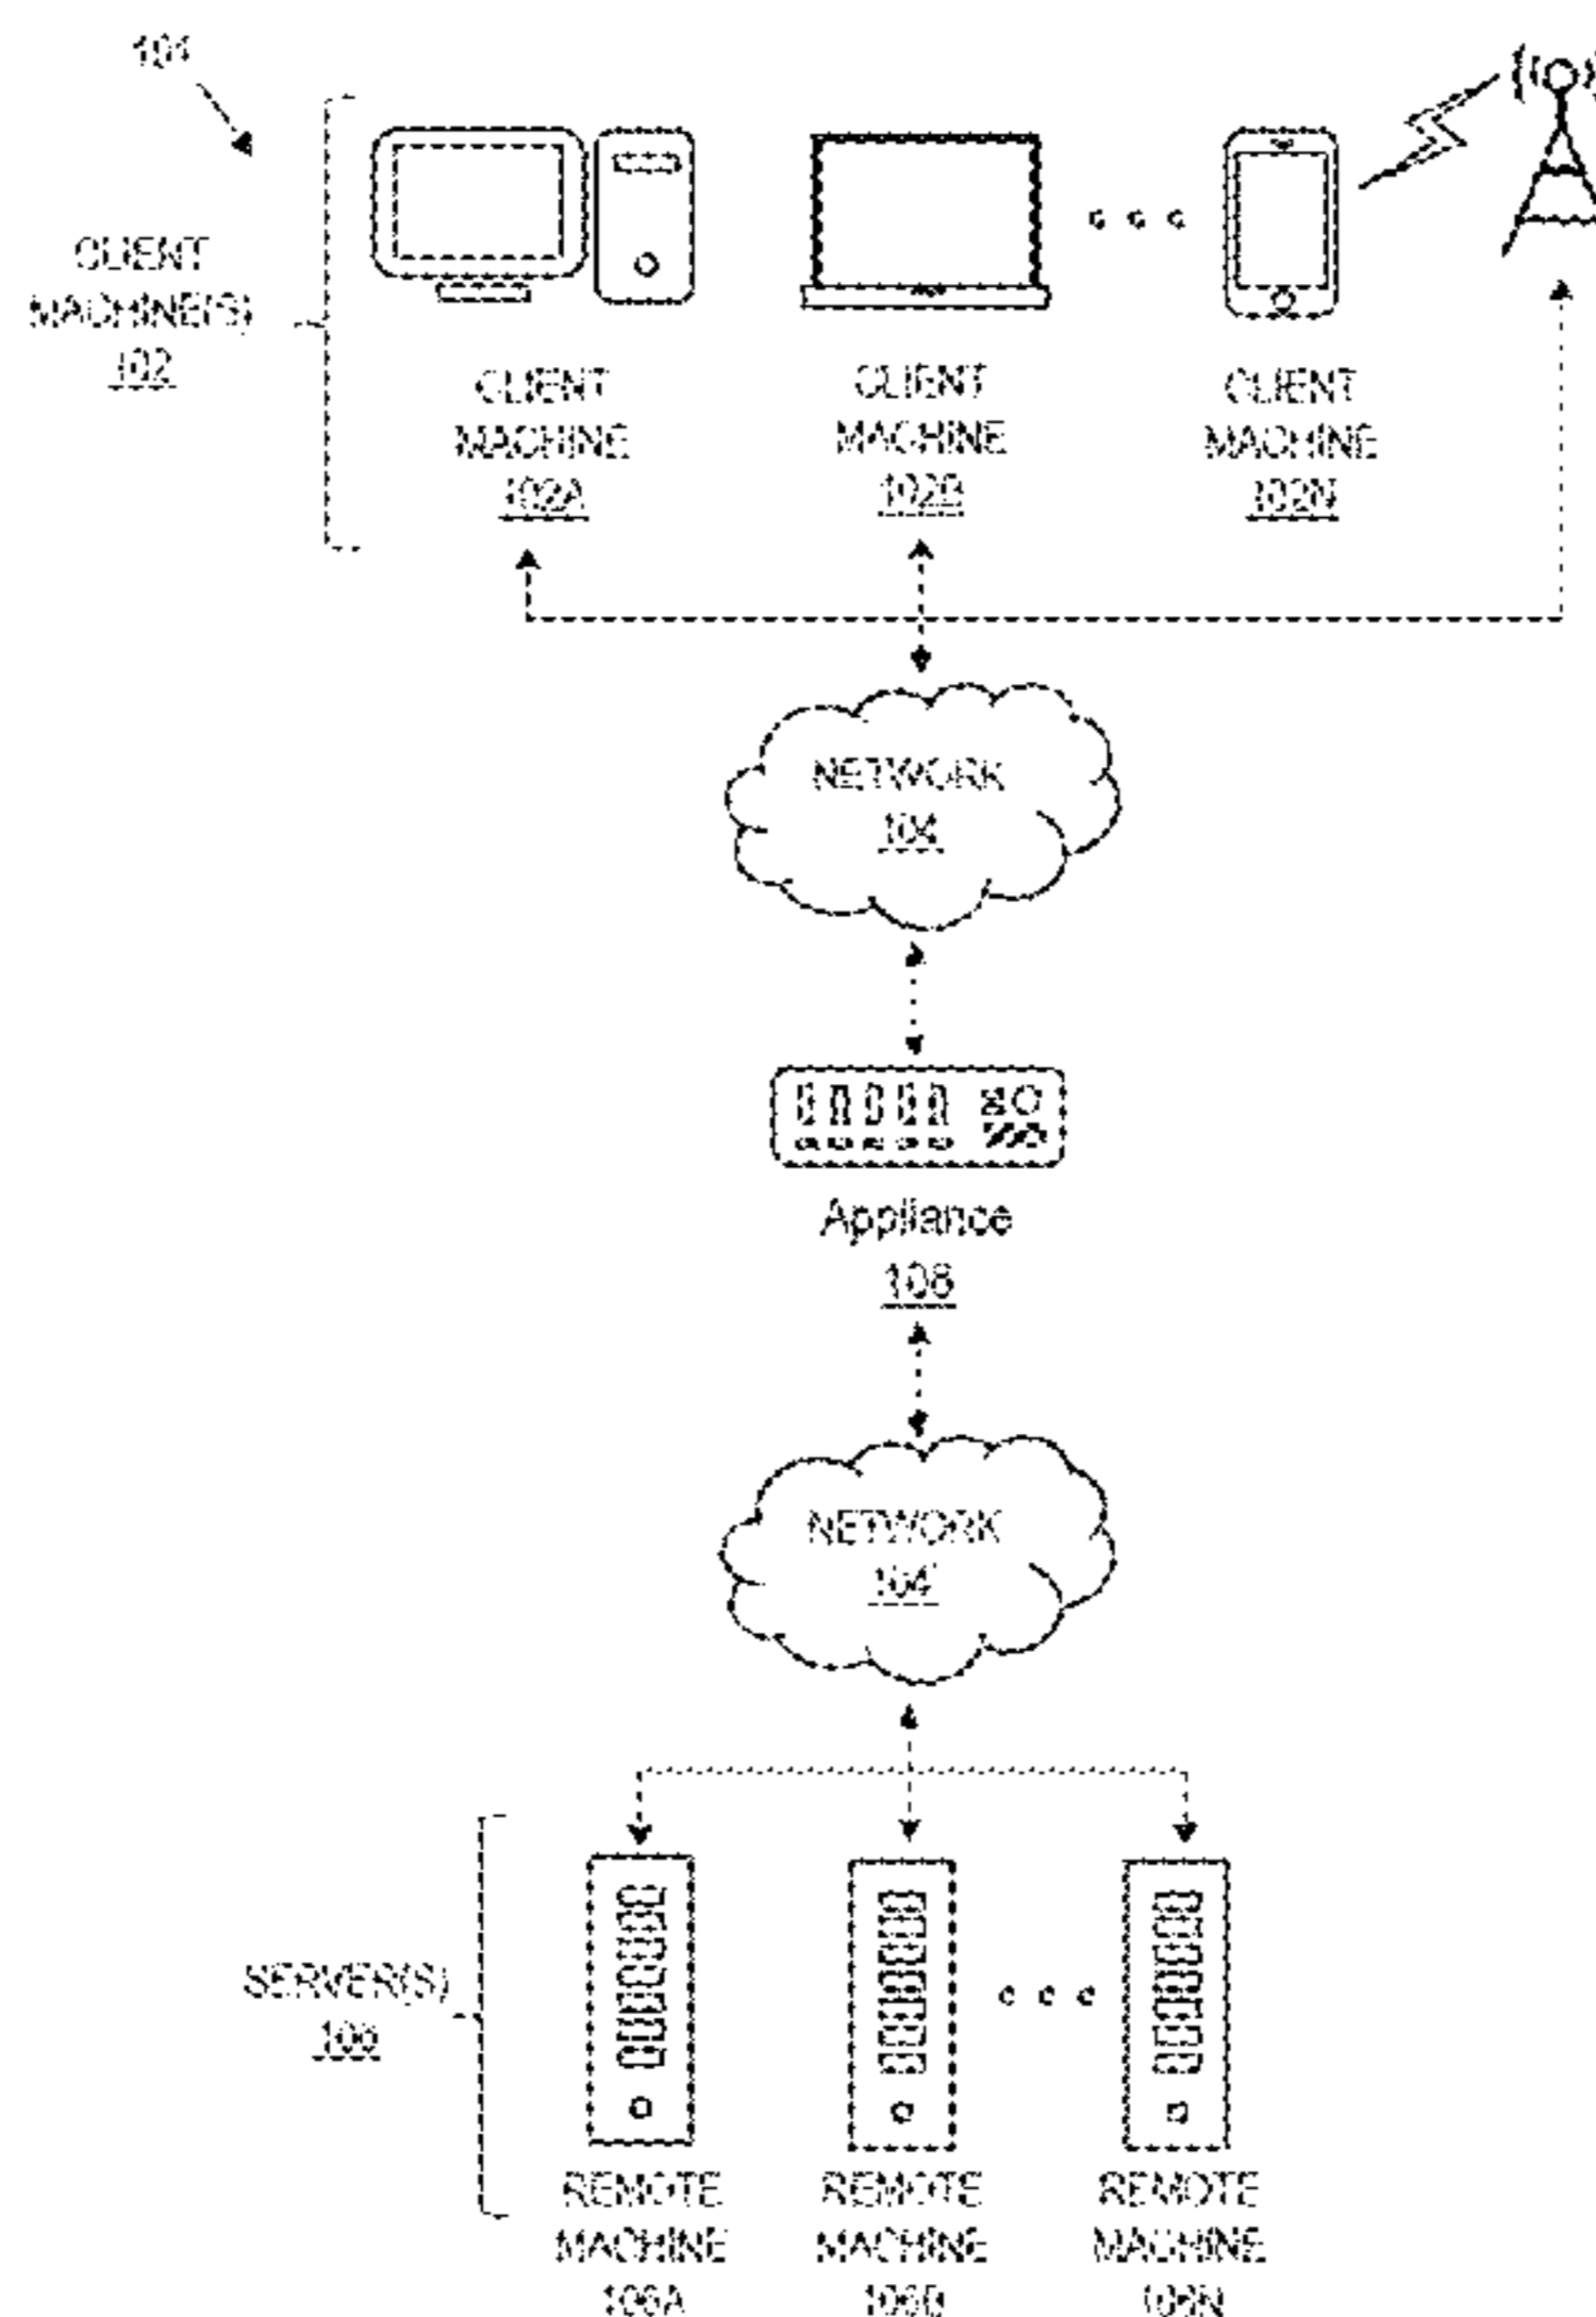 101
CLIENT
MACHINE(S)
102
CLIENT
MACHINE
102A
CLIENT
MACHINE
102B
CLIENT
MACHINE
102N
NETWORK
104
Appliance
108
NETWORK
104'
SERVER(S)
106
REMOTE
MACHINE
106A
REMOTE
MACHINE
106B
REMOTE
MACHINE
106N